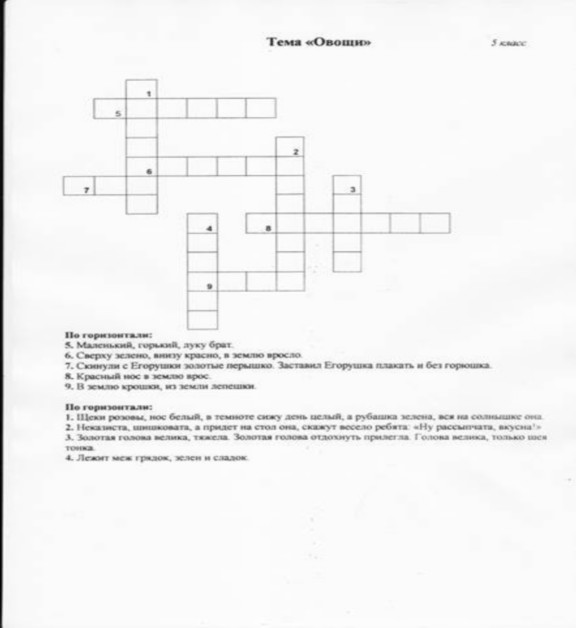 Тема «Овощи»
5 класс
1
5
2
6
7
3
4
8
9
По горизонтали:
5. Маленький, горький, луку брат.
6. Сверху зелено, внизу красно, в землю вросло.
7. Скинули с Егорушки золотые перышко. Заставил Егорушка плакать и без горюшка.
8. Красный нос в землю врос.
9. В землю крошки, из земли лепешки.
По горизонтали:
1. Щеки розовы, нос белый, в темноте сижу день целый, а рубашка зелена, вся на солнышке она.
2. Неказиста, шишковата, а придет на стол она, скажут весело ребята: «Ну рассыпчата, вкусна!»
3. Золотая голова велика, тяжела. Золотая голова отдохнуть прилегла. Голова велика, только шея
тонка.
4. Лежит меж грядок, зелен и сладок.